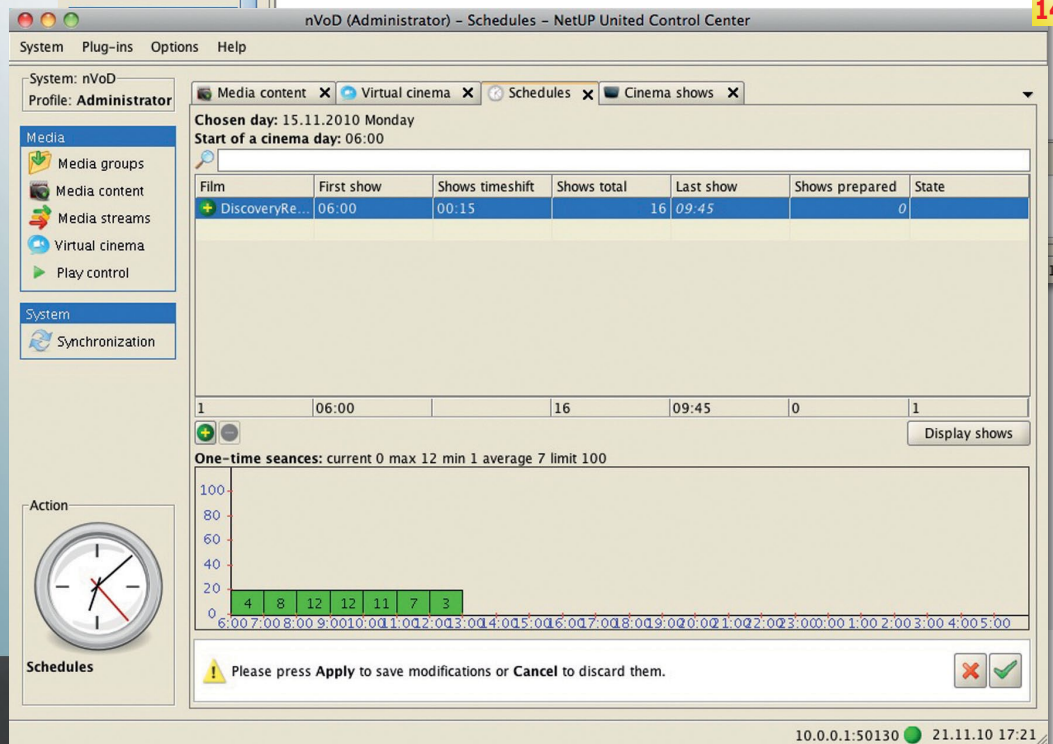 14
nVoD (Administrator) – Schedules – NetUP United Control Center
System Plug-ins Options Help
System: nVoD
Profile: Administrator
Media
Media groups
Media content
Media streams
Virtual cinema
Play control
System
Synchronization
Action
Schedules
Media content Virtual cinema Schedules Cinema shows
Chosen day: 15.11.2010 Monday
Start of a cinema day: 06:00
Film First show Shows timeshift Shows total Last show Shows prepared State
DiscoveryRe... 06:00 00:15 16 09:45 0
1 06:00 16 09:45 0 1
Display shows
One-time seances: current 0 max 12 min 1 average 7 limit 100
100
80
60
40
20
0
4 8 12 12 11 7 3
6:00 7:00 8:00 9:00 10:00 11:00 12:00 13:00 14:00 15:00 16:00 17:00 18:00 19:00 20:00 21:00 22:00 23:00 0:00 1:00 2:00 3:00 4:00 5:00
Please press Apply to save modifications or Cancel to discard them.
10.0.0.1:50130 21.11.10 17:21